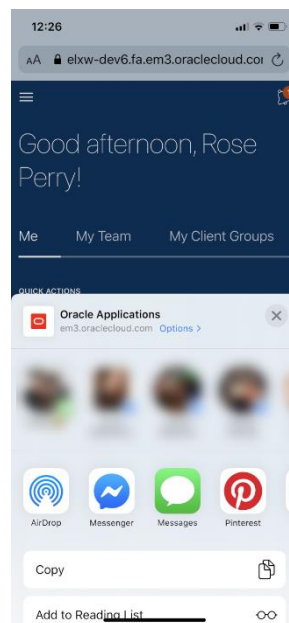 12:26
AA elxw-dev6.fa.em3.oraclecloud.coı
Good afternoon, Rose
Perry!
Me My Team My Client Groups
QUICK ACTIONS
Oracle Applications
em3.oraclecloud.com Options >
AirDrop Messenger Messages Pinterest
Copy
Add to Reading List